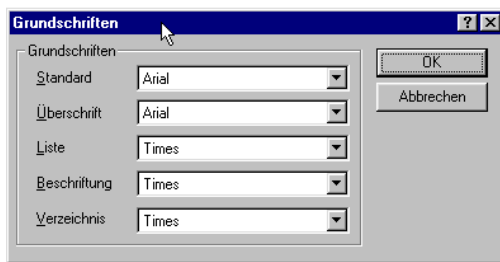 Grundschriften
Grundschriften
Standard Arial
Überschrift Arial
Liste Times
Beschriftung Times
Verzeichnis Times
OK
Abbrechen